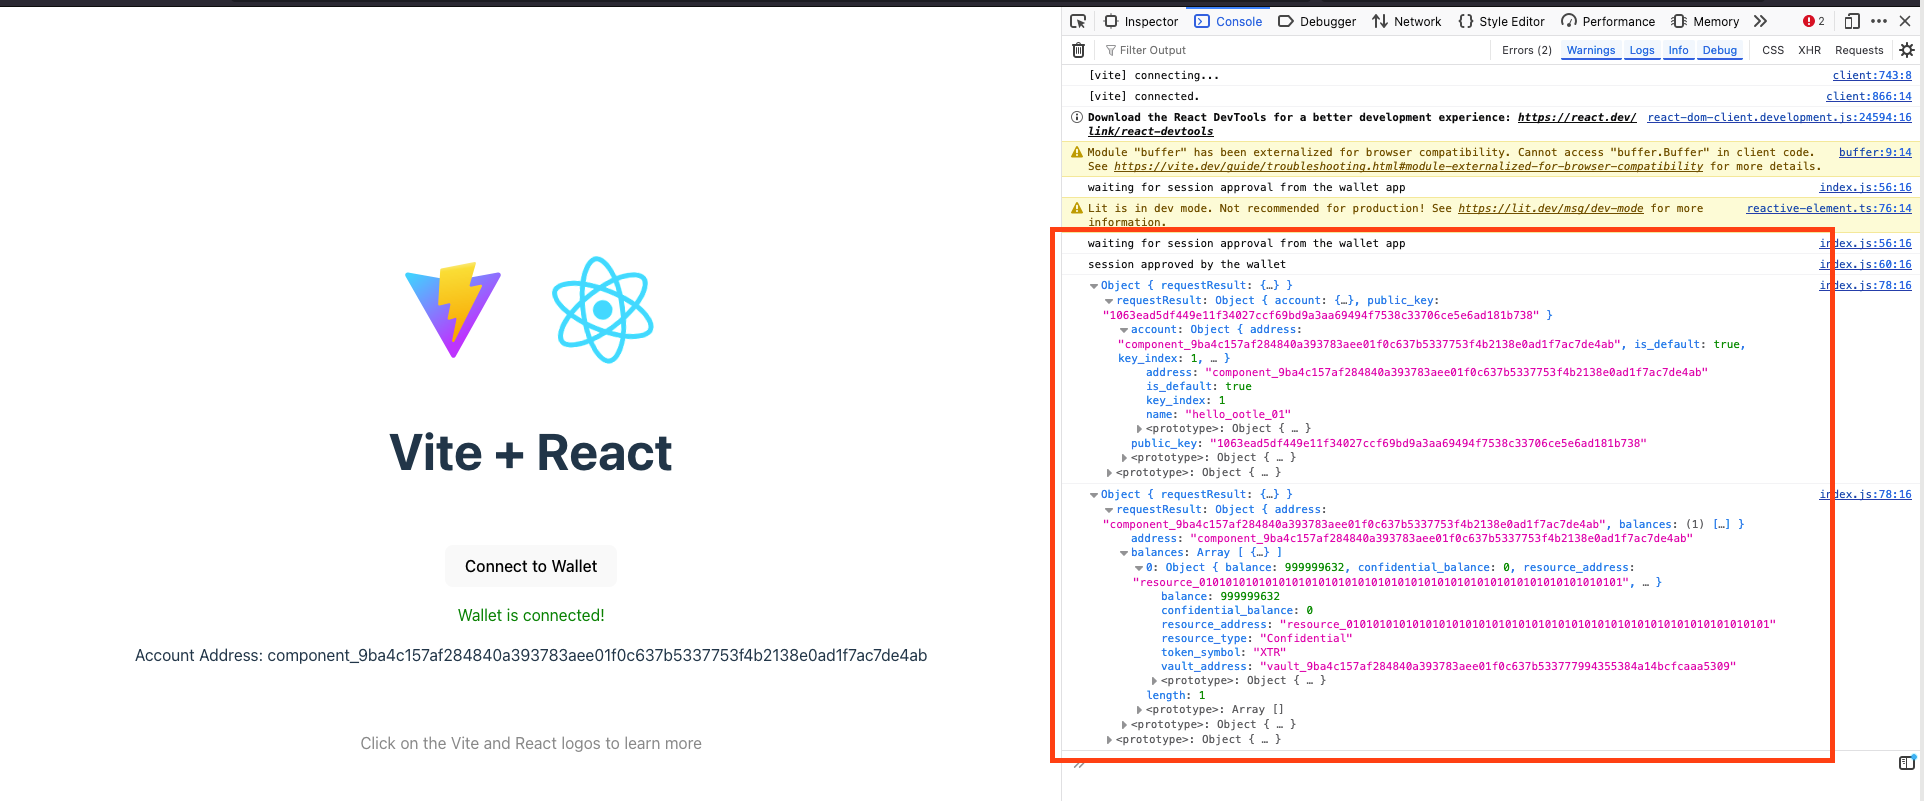 Vite + React
Connect to Wallet
Wallet is connected!
Account Address: component_9ba4c157af284840a393783aee01f0c637b5337753f4b2138e0ad1f7ac7de4ab
Click on the Vite and React logos to learn more
Inspector Console Debugger Network Style Editor Performance Memory 2
Filter Output Errors (2) Warnings Logs Info Debug CSS XHR Requests
[vite] connecting... client:743:8
[vite] connected. client:866:14
Download the React DevTools for a better development experience: https://react.dev/ react-dom-client.development.js:24594:16
link/react-devtools
Module "buffer" has been externalized for browser compatibility. Cannot access "buffer.Buffer" in client code. buffer:9:14
See https://vite.dev/guide/troubleshooting.html#module-externalized-for-browser-compatibility for more details.
waiting for session approval from the wallet app index.js:56:16
Lit is in dev mode. Not recommended for production! See https://lit.dev/msg/dev-mode for more reactive-element.ts:76:14
information.
waiting for session approval from the wallet app index.js:56:16
session approved by the wallet index.js:60:16
Object { requestResult: {…} } index.js:78:16
requestResult: Object { account: {…}, public_key:
"1063ead5df449e11f34027ccf69bd9a3aa69494f7538c33706ce5e6ad181b738" }
account: Object { address:
"component_9ba4c157af284840a393783aee01f0c637b5337753f4b2138e0ad1f7ac7de4ab", is_default: true,
key_index: 1, … }
address: "component_9ba4c157af284840a393783aee01f0c637b5337753f4b2138e0ad1f7ac7de4ab"
is_default: true
key_index: 1
name: "hello_ootle_01"
<prototype>: Object { … }
public_key: "1063ead5df449e11f34027ccf69bd9a3aa69494f7538c33706ce5e6ad181b738"
<prototype>: Object { … }
<prototype>: Object { … }
Object { requestResult: {…} } index.js:78:16
requestResult: Object { address:
"component_9ba4c157af284840a393783aee01f0c637b5337753f4b2138e0ad1f7ac7de4ab", balances: (1) […] }
address: "component_9ba4c157af284840a393783aee01f0c637b5337753f4b2138e0ad1f7ac7de4ab"
balances: Array [ {…} ]
0: Object { balance: 999999632, confidential_balance: 0, resource_address:
"resource_0101010101010101010101010101010101010101010101010101010101010101", … }
balance: 999999632
confidential_balance: 0
resource_address: "resource_0101010101010101010101010101010101010101010101010101010101010101"
resource_type: "Confidential"
token_symbol: "XTR"
vault_address: "vault_9ba4c157af284840a393783aee01f0c637b533777994355384a14bcfcaaa5309"
<prototype>: Object { … }
length: 1
<prototype>: Array []
<prototype>: Object { … }
<prototype>: Object { … }